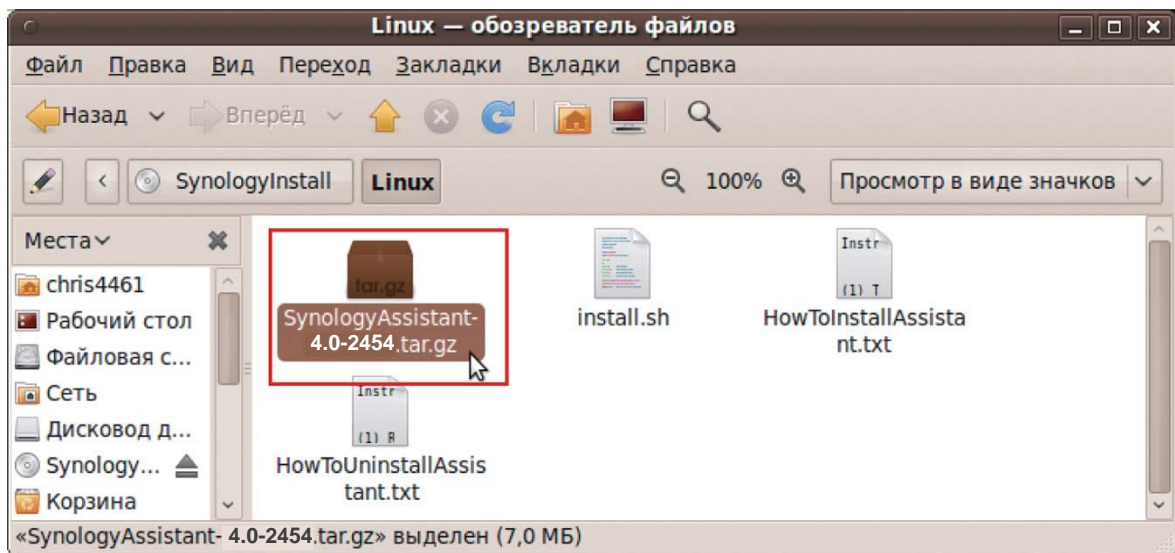 Linux — обозреватель файлов
Файл Правка Вид Переход Закладки Вкладки Справка
Назад Вперёд
SynologyInstall Linux 100% Просмотр в виде значков
Места
chris4461
Рабочий стол
Файловая с...
Сеть
Дисковод д...
Synology...
Корзина
tar.gz
SynologyAssistant-
4.0-2454.tar.gz
install.sh
Instr
(1) T
HowToInstallAssista
nt.txt
Instr
(1) R
HowToUninstallAssis
tant.txt
«SynologyAssistant- 4.0-2454.tar.gz» выделен (7,0 МБ)